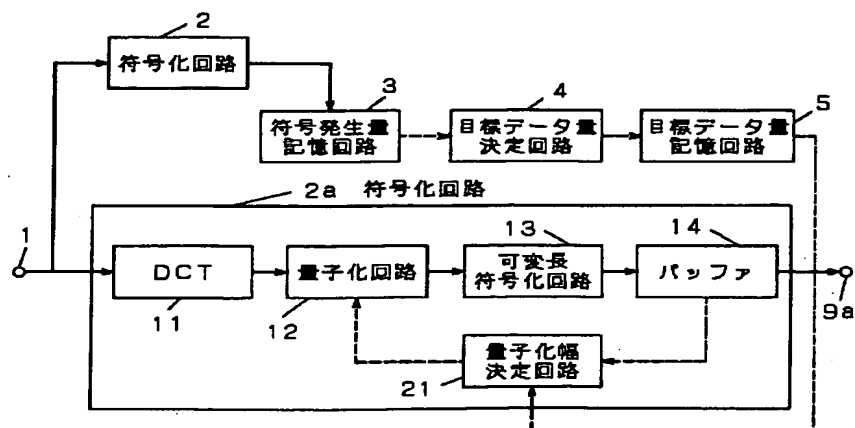 2
符号化回路
3
符号発生量
記憶回路
4
目標データ量
決定回路
5
目標データ量
記憶回路
2a 符号化回路
1
DCT
11
量子化回路
12
13
可変長
符号化回路
14
バッファ
9a
量子化幅
決定回路
21